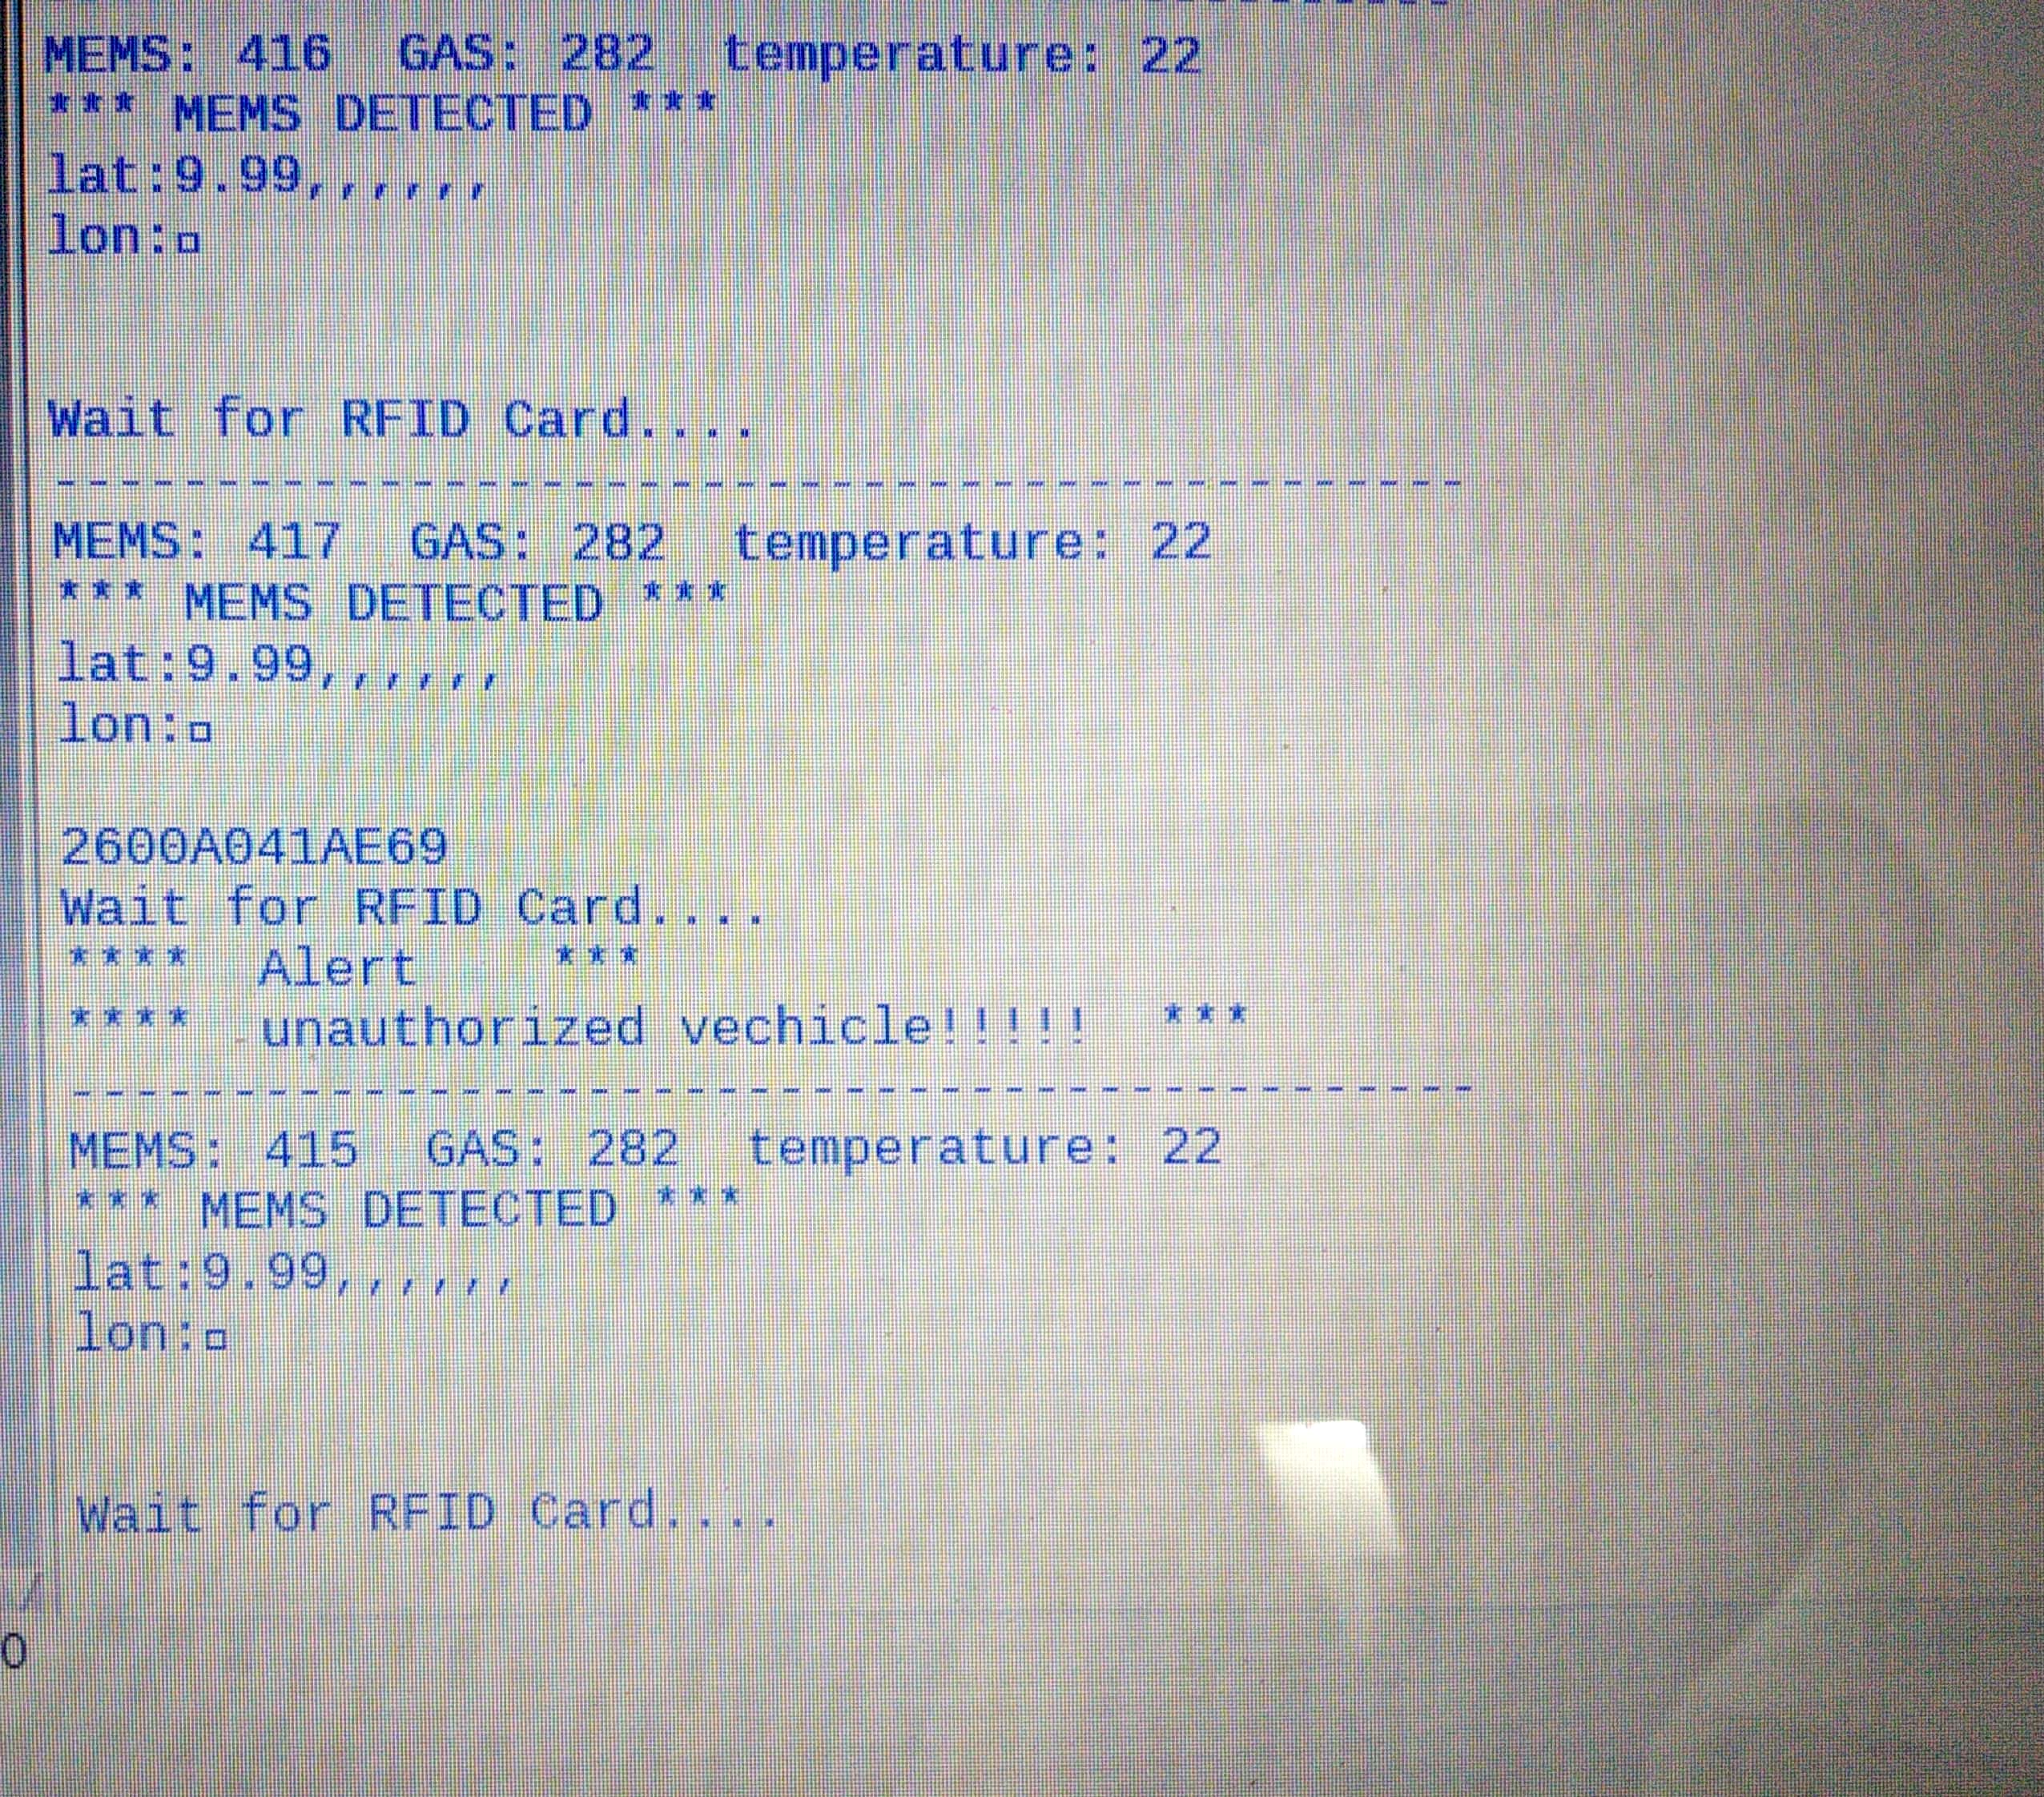 MEMS: 416  GAS: 282  temperature: 22
*** MEMS DETECTED ***
lat:9.99,,,,,,
lon:▫
Wait for RFID Card....
--------------------------------------------
MEMS: 417  GAS: 282  temperature: 22
*** MEMS DETECTED ***
lat:9.99,,,,,,
lon:▫
2600A041AE69
Wait for RFID Card....
****  Alert    ***
****  unauthorized vechicle!!!!!  ***
--------------------------------------------
MEMS: 415  GAS: 282  temperature: 22
*** MEMS DETECTED ***
lat:9.99,,,,,,
lon:▫
Wait for RFID Card....
/
0